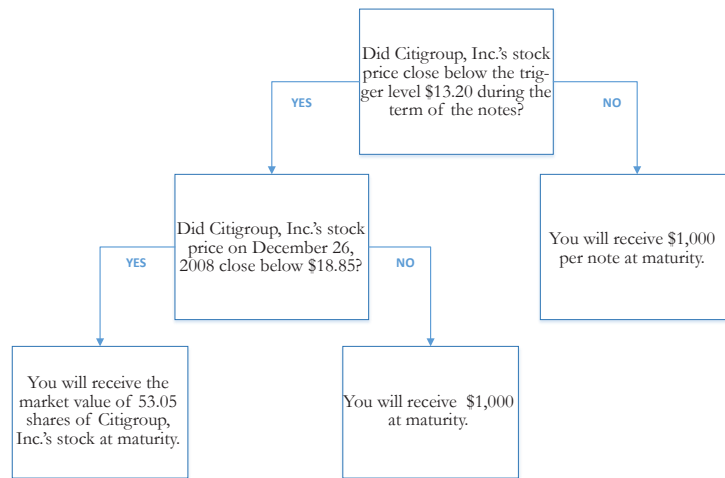 Did Citigroup, Inc.'s stock
price close below the trig-
ger level $13.20 during the
term of the notes?
YES
NO
Did Citigroup, Inc.'s stock
price on December 26,
2008 close below $18.85?
You will receive $1,000
per note at maturity.
YES
NO
You will receive the
market value of 53.05
shares of Citigroup,
Inc.'s stock at maturity.
You will receive $1,000
at maturity.